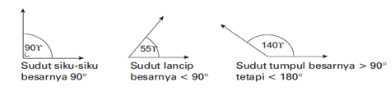 90°
55°
140°
Sudut siku-siku
besarnya 90°
Sudut lancip
besarnya < 90°
Sudut tumpul besarnya > 90°
tetapi < 180°